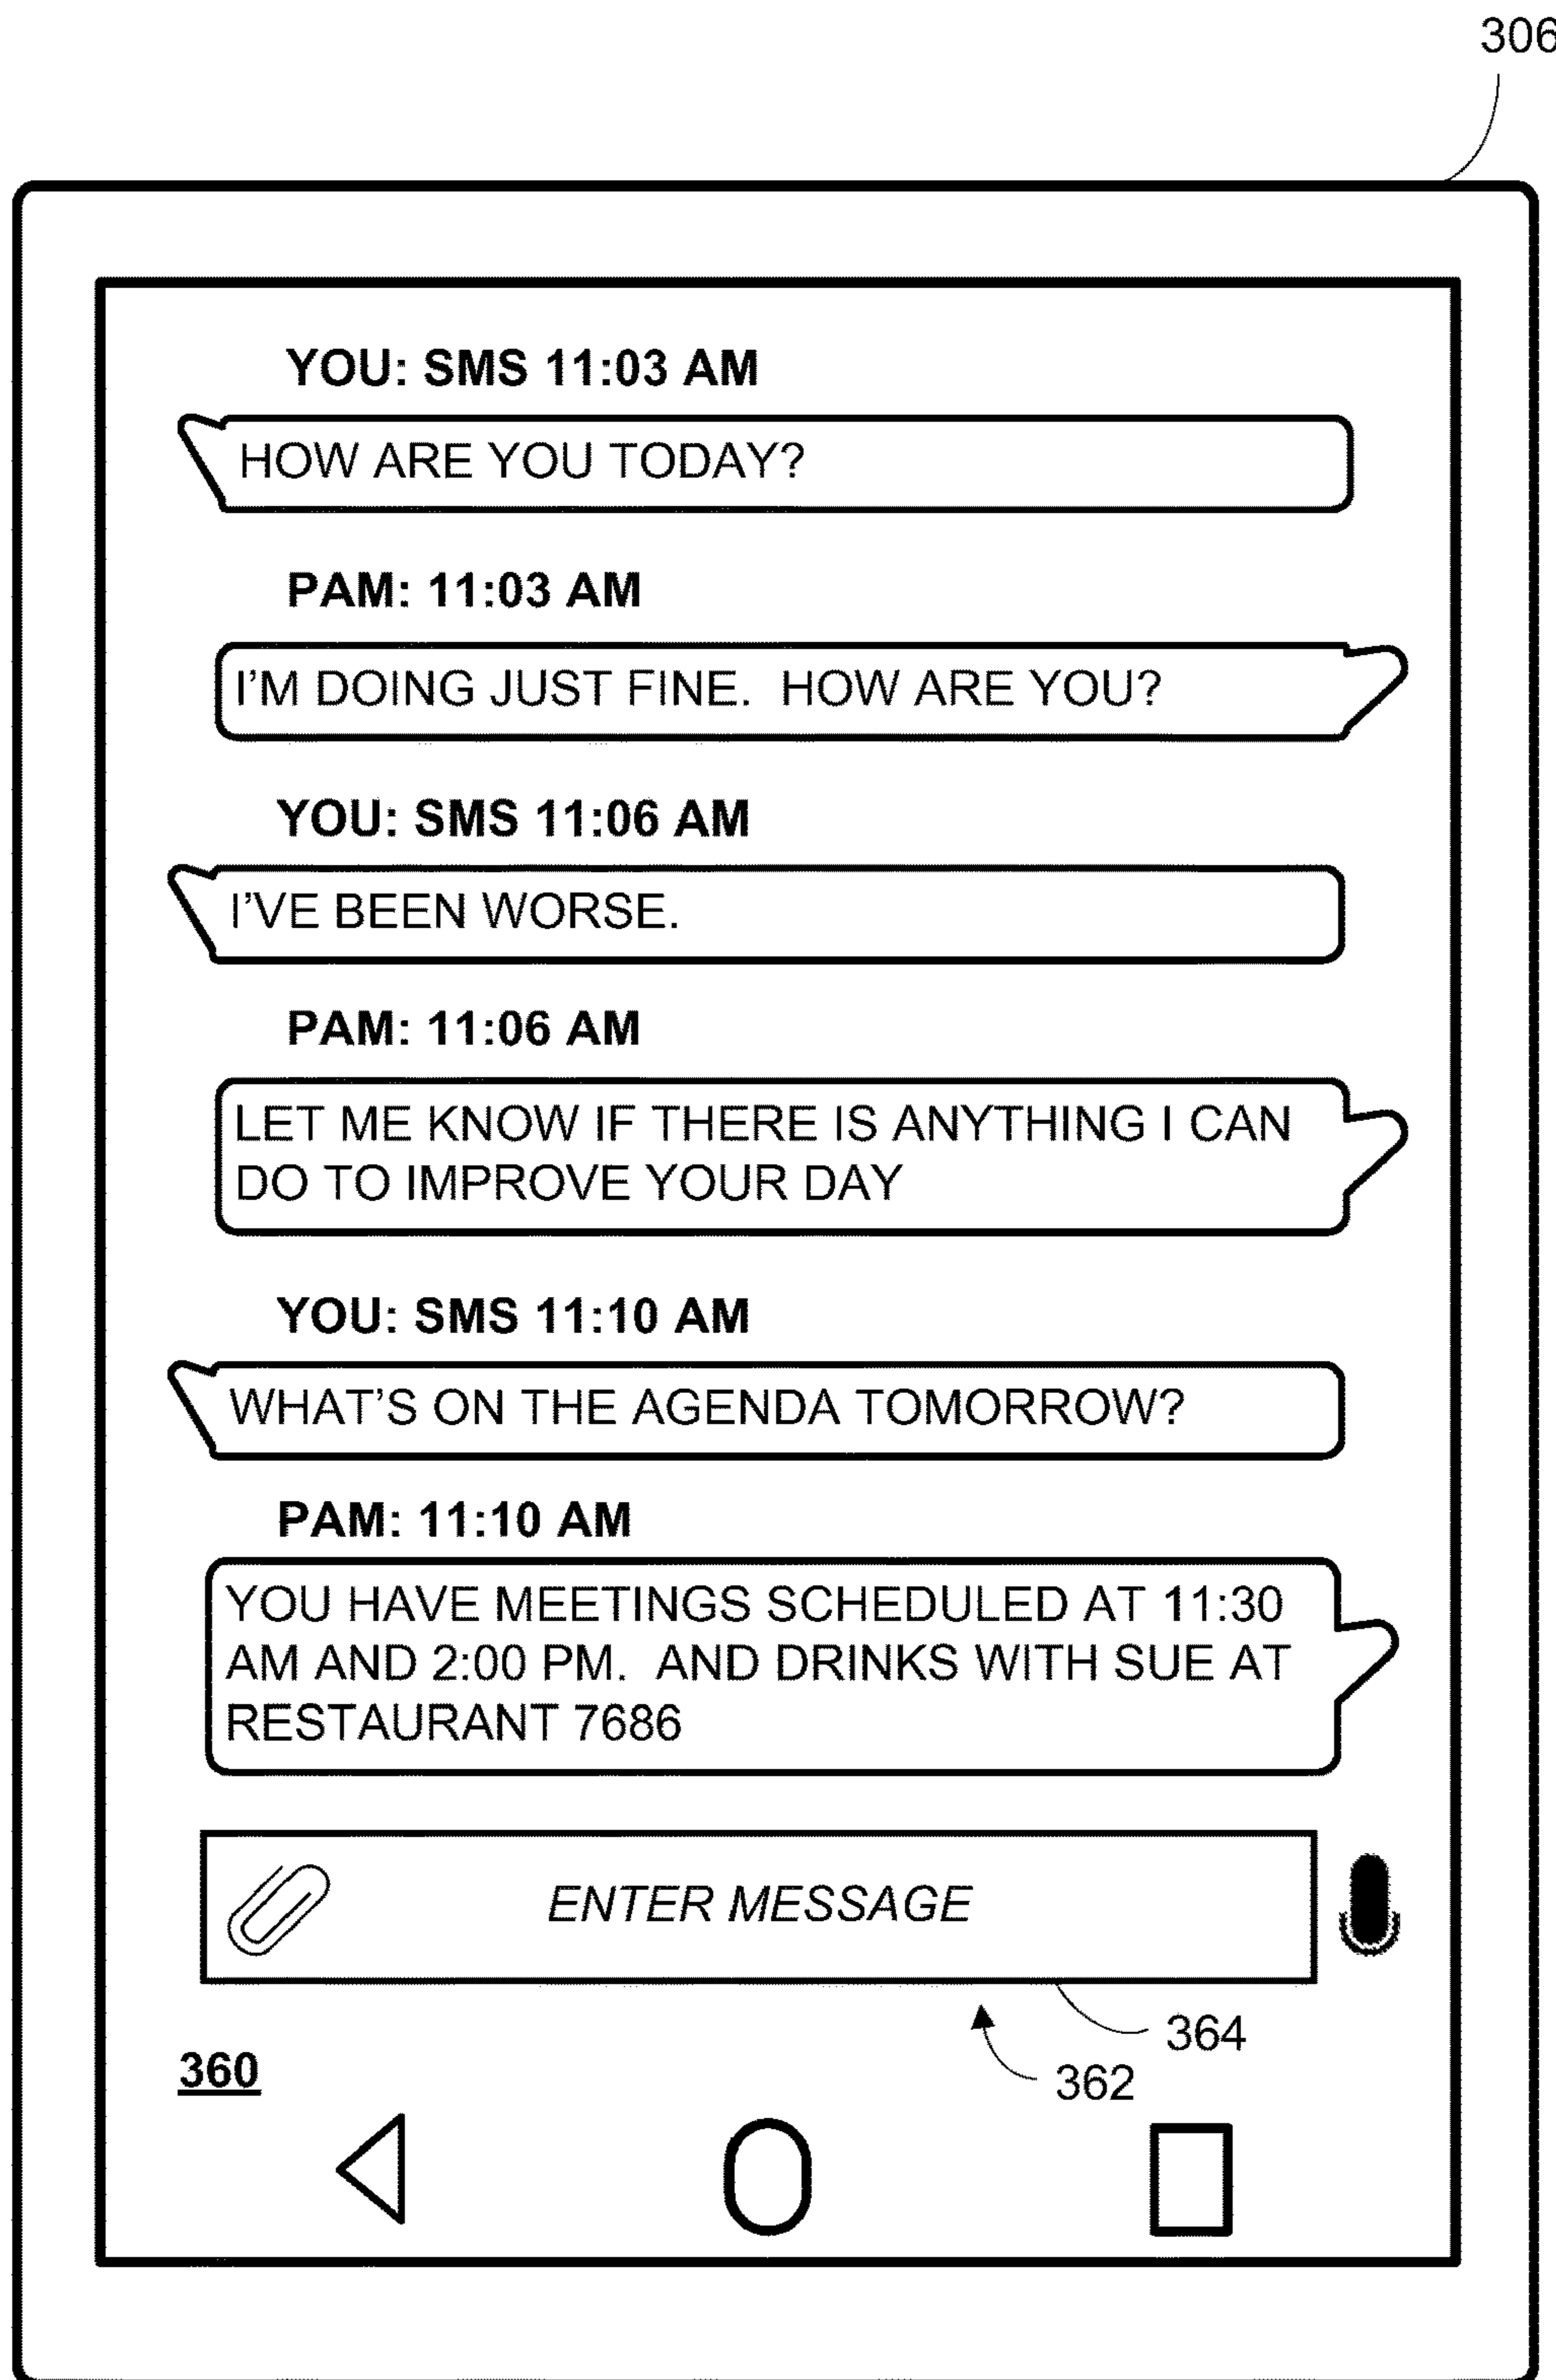 306
YOU: SMS 11:03 AM
HOW ARE YOU TODAY?
PAM: 11:03 AM
I'M DOING JUST FINE.  HOW ARE YOU?
YOU: SMS 11:06 AM
I'VE BEEN WORSE.
PAM: 11:06 AM
LET ME KNOW IF THERE IS ANYTHING I CAN
DO TO IMPROVE YOUR DAY
YOU: SMS 11:10 AM
WHAT'S ON THE AGENDA TOMORROW?
PAM: 11:10 AM
YOU HAVE MEETINGS SCHEDULED AT 11:30
AM AND 2:00 PM.  AND DRINKS WITH SUE AT
RESTAURANT 7686
ENTER MESSAGE
364
360
362